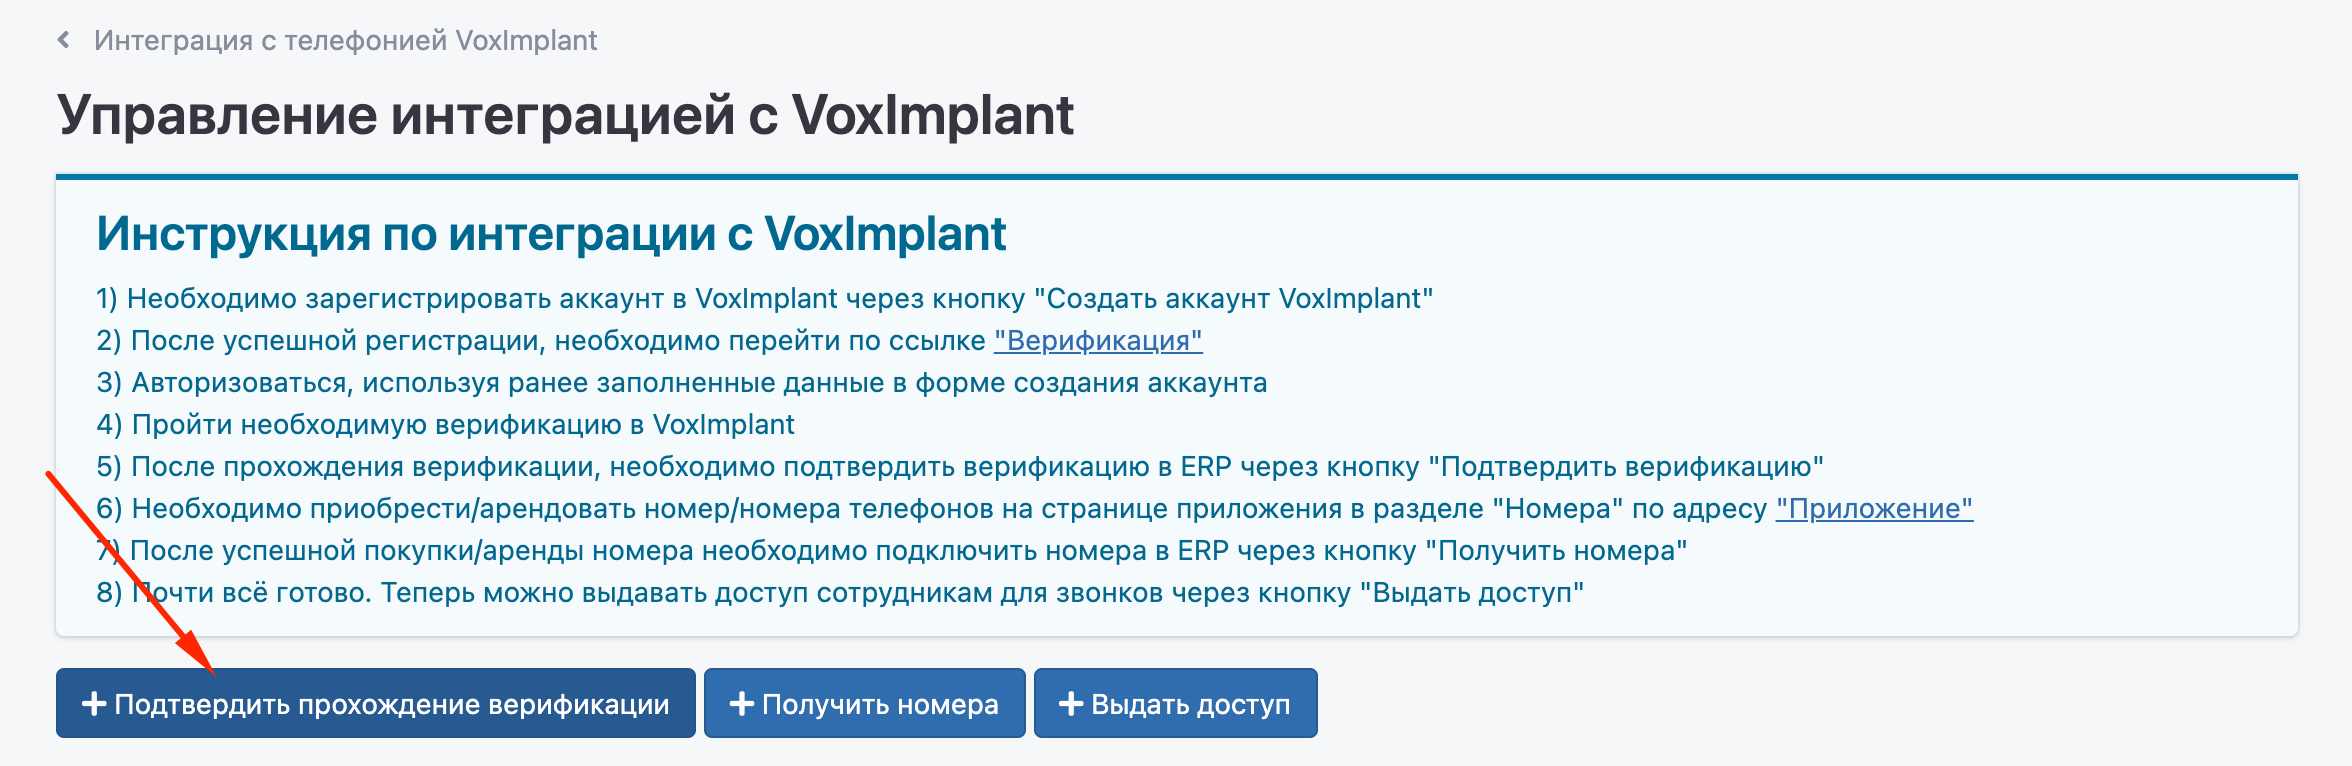 Интеграция с телефонией VoxImplant
Управление интеграцией с VoxImplant
Инструкция по интеграции с VoxImplant
1) Необходимо зарегистрировать аккаунт в VoxImplant через кнопку "Создать аккаунт VoxImplant"
2) После успешной регистрации, необходимо перейти по ссылке "Верификация"
3) Авторизоваться, используя ранее заполненные данные в форме создания аккаунта
4) Пройти необходимую верификацию в VoxImplant
5) После прохождения верификации, необходимо подтвердить верификацию в ERP через кнопку "Подтвердить верификацию"
6) Необходимо приобрести/арендовать номер/номера телефонов на странице приложения в разделе "Номера" по адресу "Приложение"
7) После успешной покупки/аренды номера необходимо подключить номера в ERP через кнопку "Получить номера"
8) Почти всё готово. Теперь можно выдавать доступ сотрудникам для звонков через кнопку "Выдать доступ"
Подтвердить прохождение верификации
Получить номера
Выдать доступ